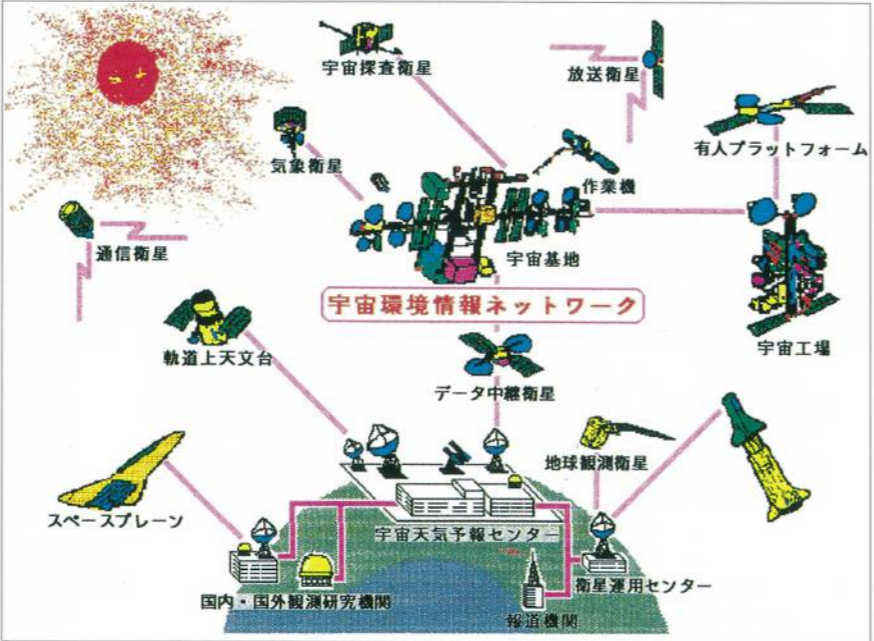 宇宙探査衛星
放送衛星
有人プラットフォーム
気象衛星
作業機
通信衛星
宇宙基地
宇宙環境情報ネットワーク
軌道上天文台
宇宙工場
データ中継衛星
地球観測衛星
スペースプレーン
宇宙天気予報センター
衛星運用センター
国内・国外観測研究機関
報道機関